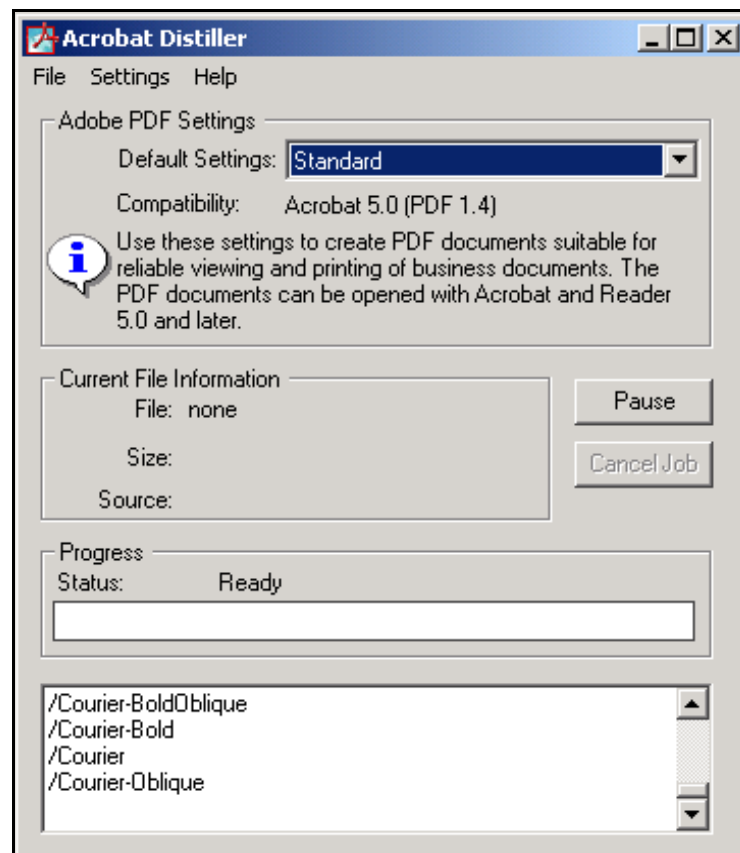 Acrobat Distiller
File Settings Help
Adobe PDF Settings
Default Settings: Standard
Compatibility: Acrobat 5.0 (PDF 1.4)
Use these settings to create PDF documents suitable for
reliable viewing and printing of business documents. The
PDF documents can be opened with Acrobat and Reader
5.0 and later.
Current File Information
File: none
Size:
Source:
Pause
Cancel Job
Progress
Status: Ready
/Courier-BoldOblique
/Courier-Bold
/Courier
/Courier-Oblique